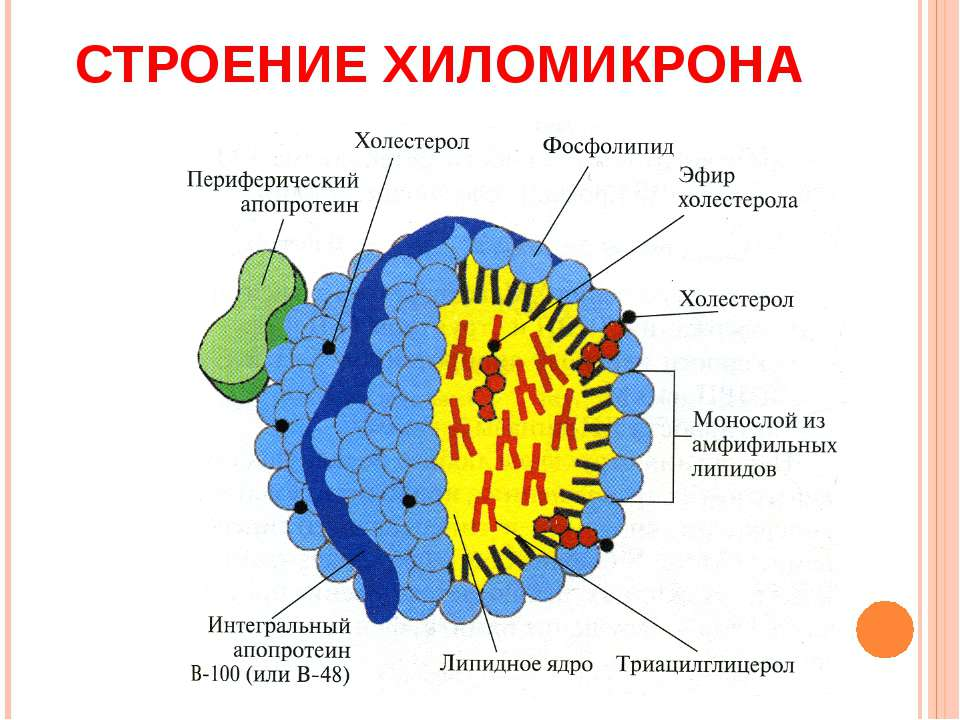 СТРОЕНИЕ ХИЛОМИКРОНА
Холестерол
Фосфолипид
Периферический
апопротеин
Эфир
холестерола
Холестерол
Монослой из
амфифильных
липидов
Интегральный
апопротеин
В-100 (или В-48)
Липидное ядро
Триацилглицерол